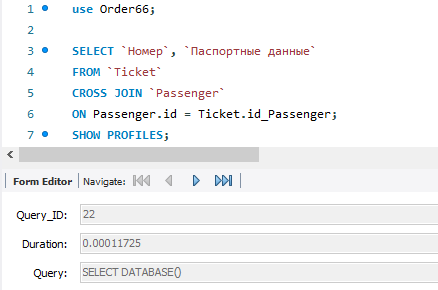 1 use Order66;
2
3 SELECT `Номер`, `Паспортные данные`
4 FROM `Ticket`
5 CROSS JOIN `Passenger`
6 ON Passenger.id = Ticket.id_Passenger;
7 SHOW PROFILES;
Form Editor Navigate:
Query_ID: 22
Duration: 0.00011725
Query: SELECT DATABASE()